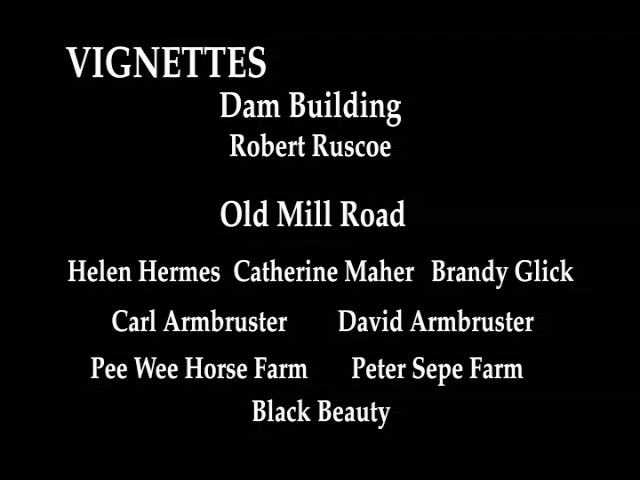 VIGNETTES
Dam Building
Robert Ruscoe
Old Mill Road
Helen Hermes Catherine Maher Brandy Glick
Carl Armbruster David Armbruster
Pee Wee Horse Farm Peter Sepe Farm
Black Beauty